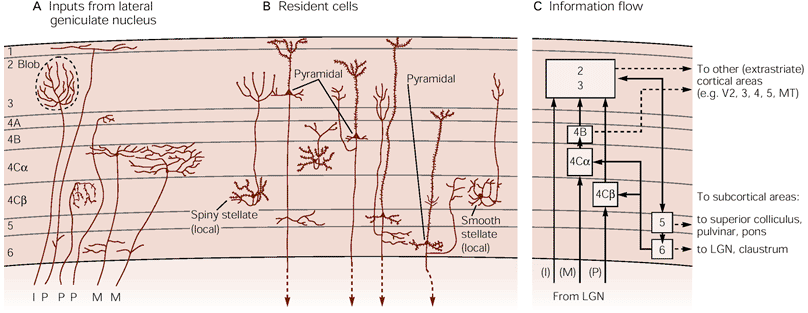 A Inputs from lateral
geniculate nucleus
B Resident cells
C Information flow
1
2 Blob
3
4A
4B
4Cα
4Cβ
5
6
I P P P M M
Pyramidal
Pyramidal
Spiny stellate
(local)
Smooth
stellate
(local)
2
3
4B
4Cα
4Cβ
5
6
(I) (M) (P)
From LGN
To other (extrastriate)
cortical areas
(e.g. V2, 3, 4, 5, MT)
To subcortical areas:
to superior colliculus,
pulvinar, pons
to LGN, claustrum